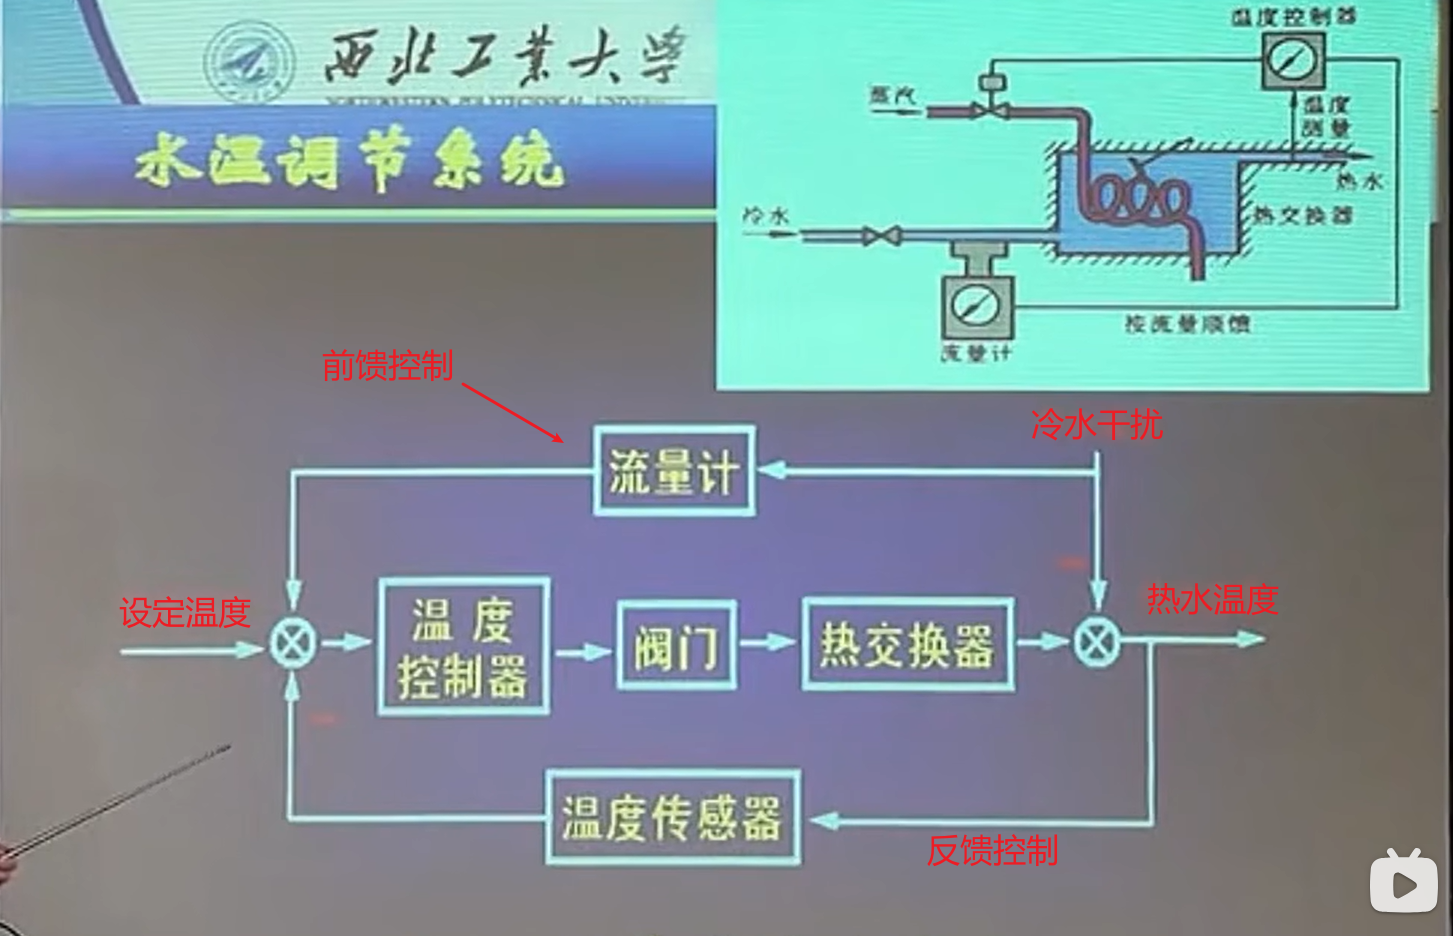 西北工业大学
水温调节系统
温度控制器
蒸汽
温度
测量
热水
冷水
热交换器
按流量顺馈
流量计
前馈控制
冷水干扰
流量计
设定温度
热水温度
温度
控制器
阀门
热交换器
温度传感器
反馈控制